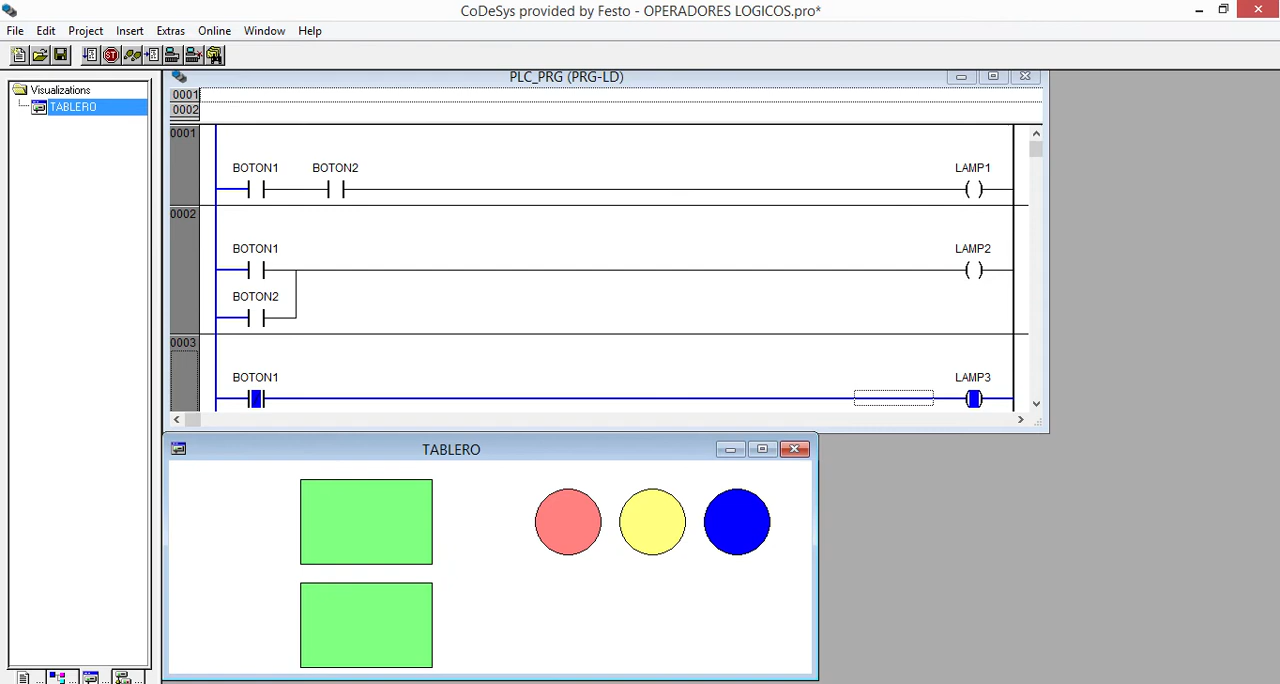 CoDeSys provided by Festo - OPERADORES LOGICOS.pro*
File Edit Project Insert Extras Online Window Help
Visualizations
TABLERO
PLC_PRG (PRG-LD)
0001
0002
0001
BOTON1 BOTON2 LAMP1
0002
BOTON1 LAMP2
BOTON2
0003
BOTON1 LAMP3
TABLERO